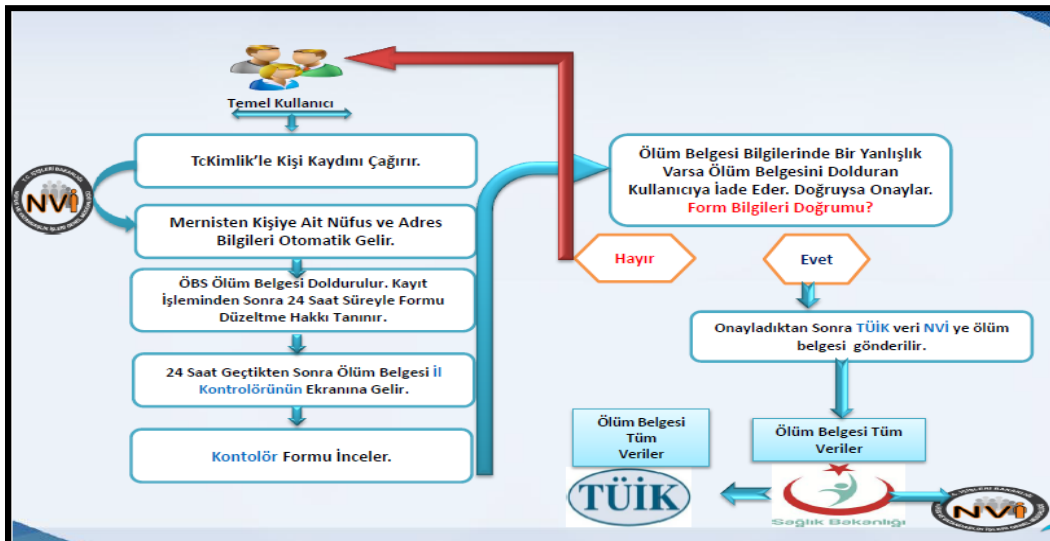 Temel Kullanıcı
TcKimlik'le Kişi Kaydını Çağırır.
NVİ
Mernisten Kişiye Ait Nüfus ve Adres
Bilgileri Otomatik Gelir.
ÖBS Ölüm Belgesi Doldurulur. Kayıt
İşleminden Sonra 24 Saat Süreyle Formu
Düzeltme Hakkı Tanınır.
24 Saat Geçtikten Sonra Ölüm Belgesi İl
Kontrolörünün Ekranına Gelir.
Kontolör Formu İnceler.
Ölüm Belgesi Bilgilerinde Bir Yanlışlık
Varsa Ölüm Belgesini Dolduran
Kullanıcıya İade Eder. Doğruysa Onaylar.
Form Bilgileri Doğrumu?
Hayır
Evet
Onayladıktan Sonra TÜİK veri NVİ ye ölüm
belgesi gönderilir.
Ölüm Belgesi
Tüm
Veriler
Ölüm Belgesi Tüm
Veriler
TÜİK
Sağlık Bakanlığı
NVİ